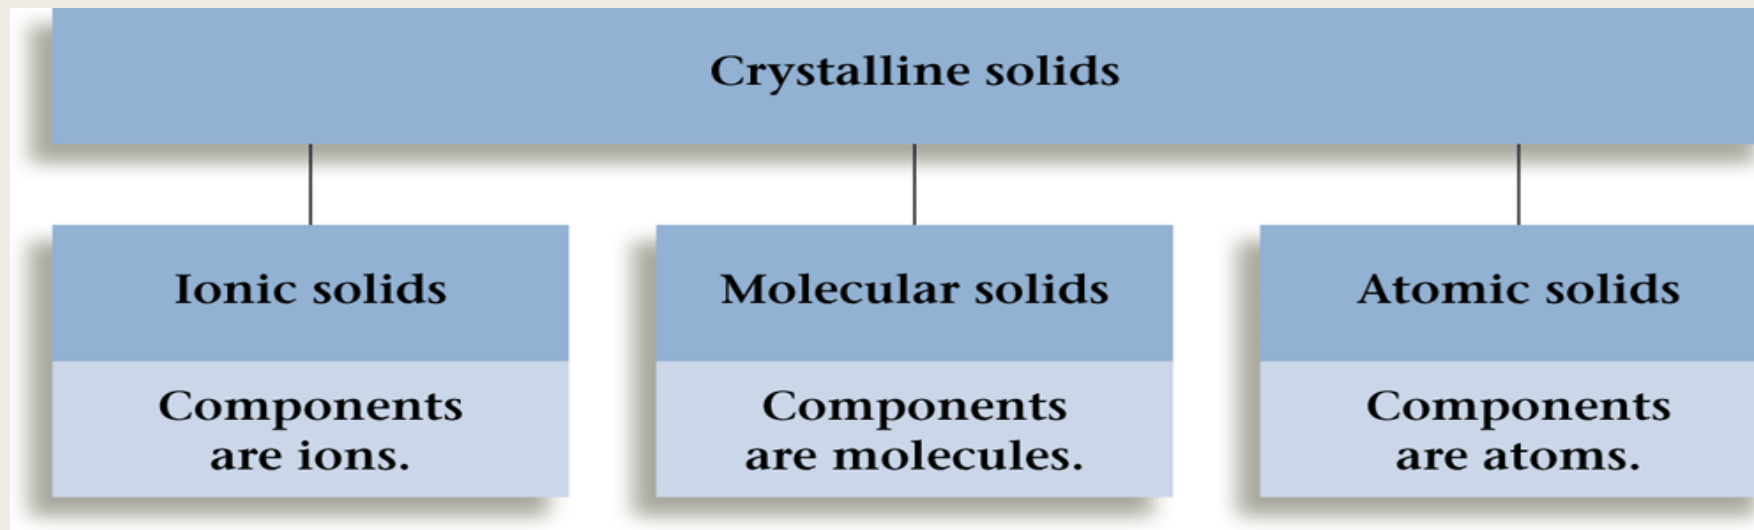 Crystalline solids
Ionic solids
Components
are ions.
Molecular solids
Components
are molecules.
Atomic solids
Components
are atoms.